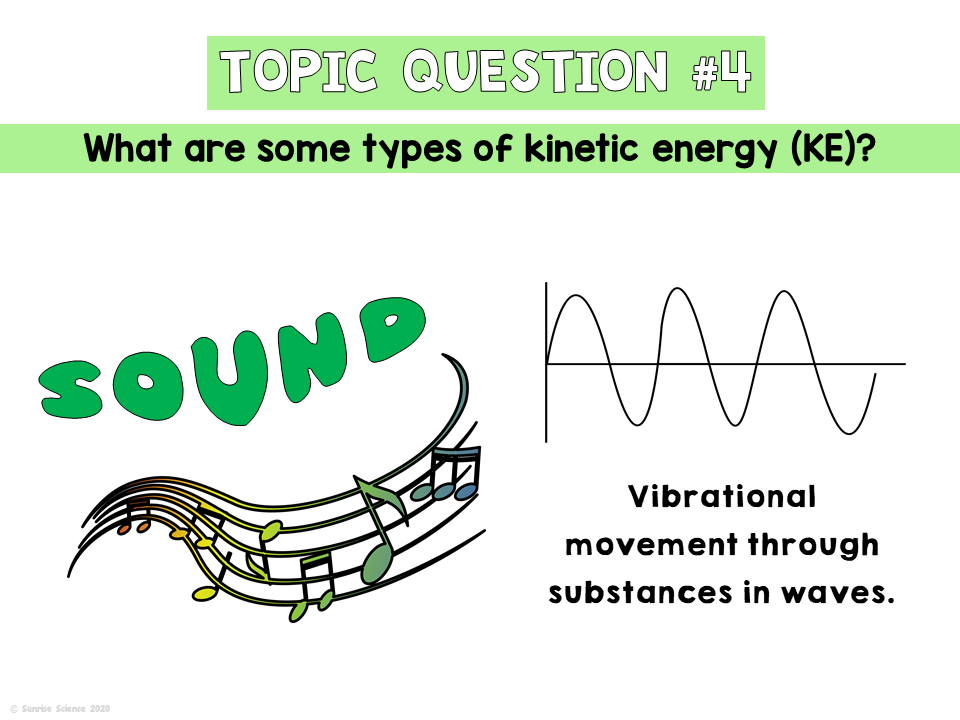 TOPIC QUESTION #4
What are some types of kinetic energy (KE)?
SOUND
Vibrational
movement through
substances in waves.
© Sunrise Science 2020